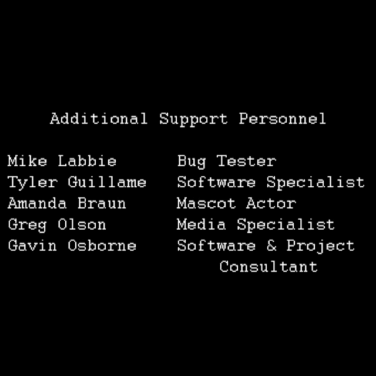 Additional Support Personnel
Mike Labbie Bug Tester
Tyler Guillame Software Specialist
Amanda Braun Mascot Actor
Greg Olson Media Specialist
Gavin Osborne Software & Project
Consultant